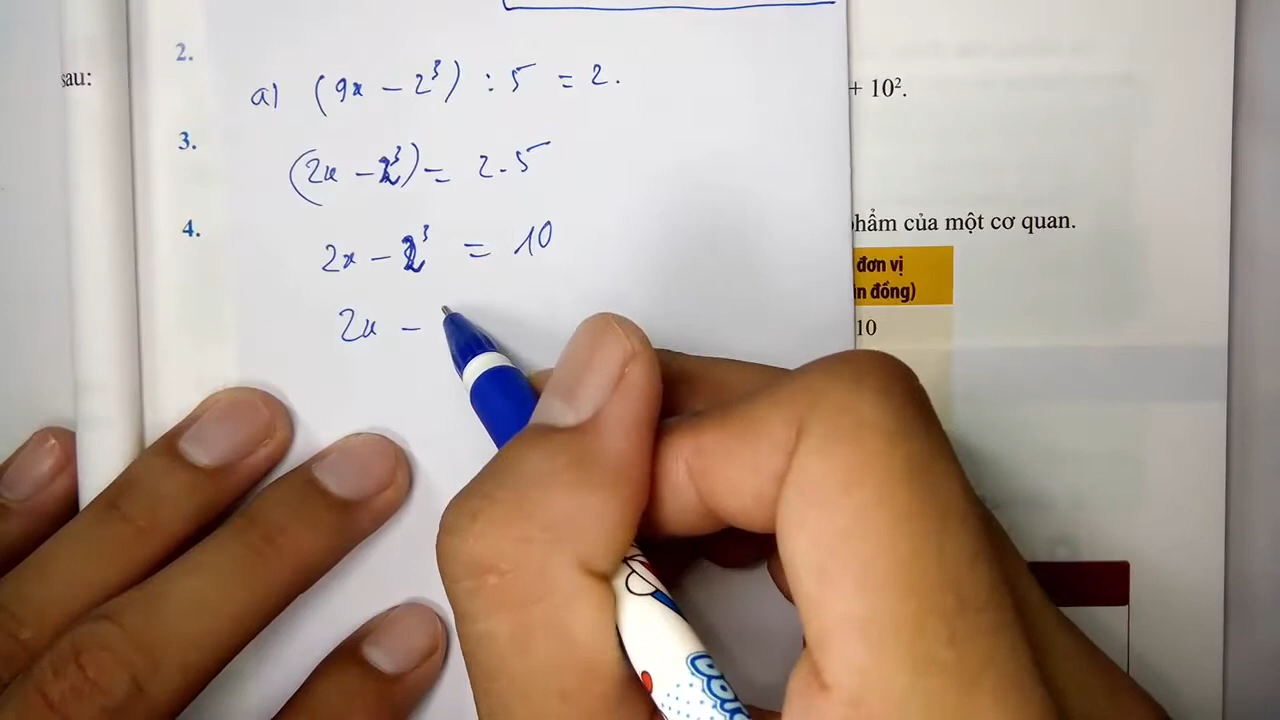 sau:
2.
a) (9x - 2³) : 5 = 2.
+ 10².
3.
(2x - 2³) = 2.5
4.
2x - 2³ = 10
phẩm của một cơ quan.
đơn vị
đồng)
2x -
10